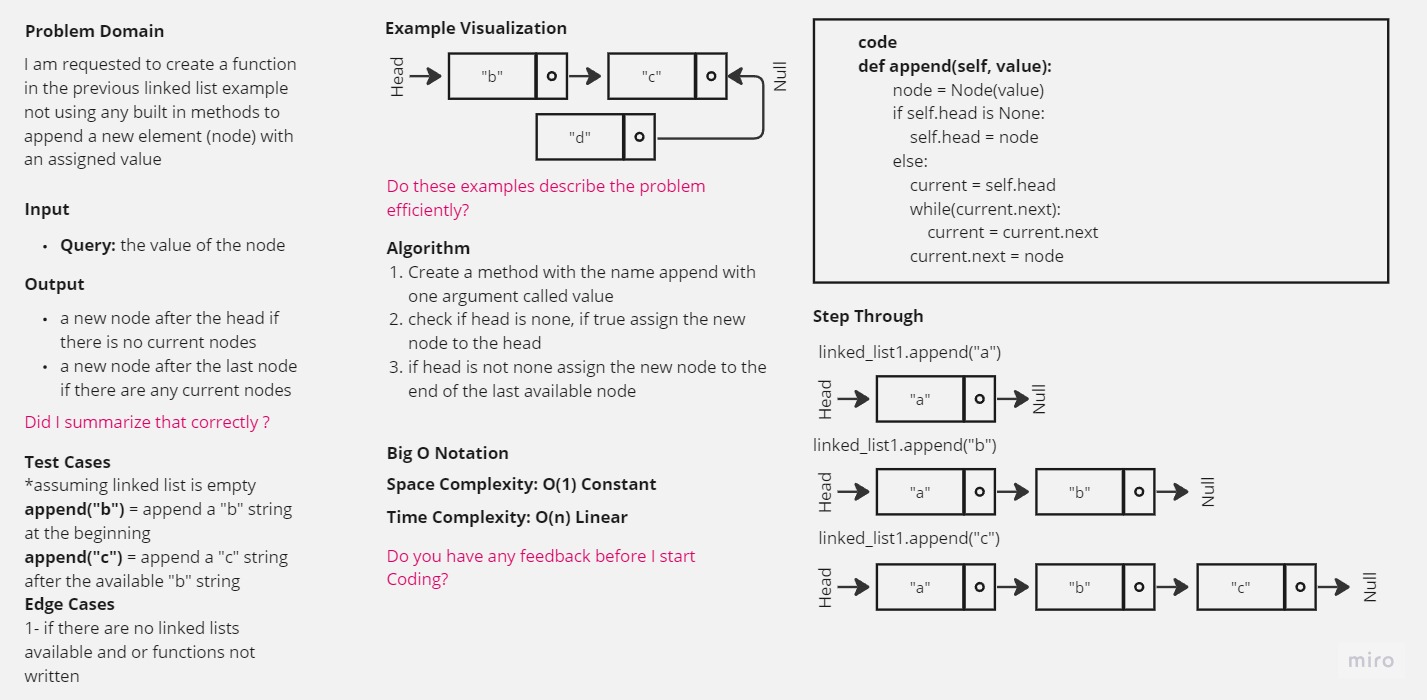 Problem Domain
I am requested to create a function
in the previous linked list example
not using any built in methods to
append a new element (node) with
an assigned value
Input
• Query: the value of the node
Output
• a new node after the head if
there is no current nodes
• a new node after the last node
if there are any current nodes
Did I summarize that correctly ?
Test Cases
*assuming linked list is empty
append("b") = append a "b" string
at the beginning
append("c") = append a "c" string
after the available "b" string
Edge Cases
1- if there are no linked lists
available and or functions not
written
Example Visualization
Head "b" "c" Null
"d"
Do these examples describe the problem
efficiently?
Algorithm
1. Create a method with the name append with
one argument called value
2. check if head is none, if true assign the new
node to the head
3. if head is not none assign the new node to the
end of the last available node
Big O Notation
Space Complexity: O(1) Constant
Time Complexity: O(n) Linear
Do you have any feedback before I start
Coding?
code
def append(self, value):
node = Node(value)
if self.head is None:
self.head = node
else:
current = self.head
while(current.next):
current = current.next
current.next = node
Step Through
linked_list1.append("a")
Head "a" Null
linked_list1.append("b")
Head "a" "b" Null
linked_list1.append("c")
Head "a" "b" "c" Null
miro